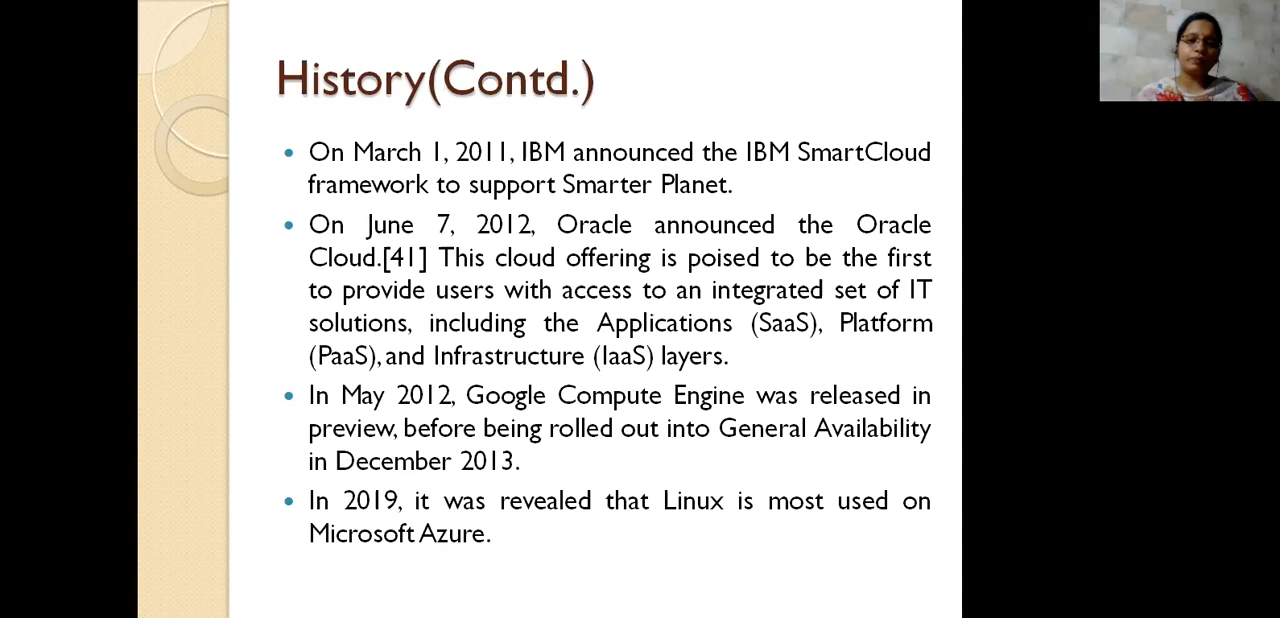 History(Contd.)
On March 1, 2011, IBM announced the IBM SmartCloud
framework to support Smarter Planet.
On June 7, 2012, Oracle announced the Oracle
Cloud.[41] This cloud offering is poised to be the first
to provide users with access to an integrated set of IT
solutions, including the Applications (SaaS), Platform
(PaaS), and Infrastructure (IaaS) layers.
In May 2012, Google Compute Engine was released in
preview, before being rolled out into General Availability
in December 2013.
In 2019, it was revealed that Linux is most used on
Microsoft Azure.